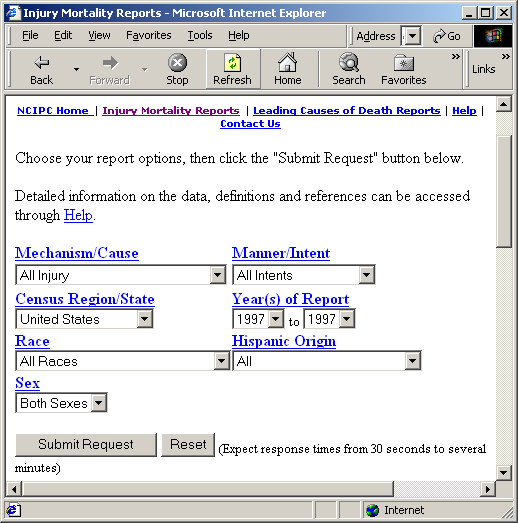 Injury Mortality Reports - Microsoft Internet Explorer
File Edit View Favorites Tools Help Address Go
Back Forward Stop Refresh Home Search Favorites » Links »
NCIPC Home | Injury Mortality Reports | Leading Causes of Death Reports | Help |
Contact Us
Choose your report options, then click the "Submit Request" button below.
Detailed information on the data, definitions and references can be accessed
through Help.
Mechanism/Cause Manner/Intent
All Injury All Intents
Census Region/State Year(s) of Report
United States 1997 to 1997
Race Hispanic Origin
All Races All
Sex
Both Sexes
Submit Request Reset (Expect response times from 30 seconds to several
minutes)
Internet